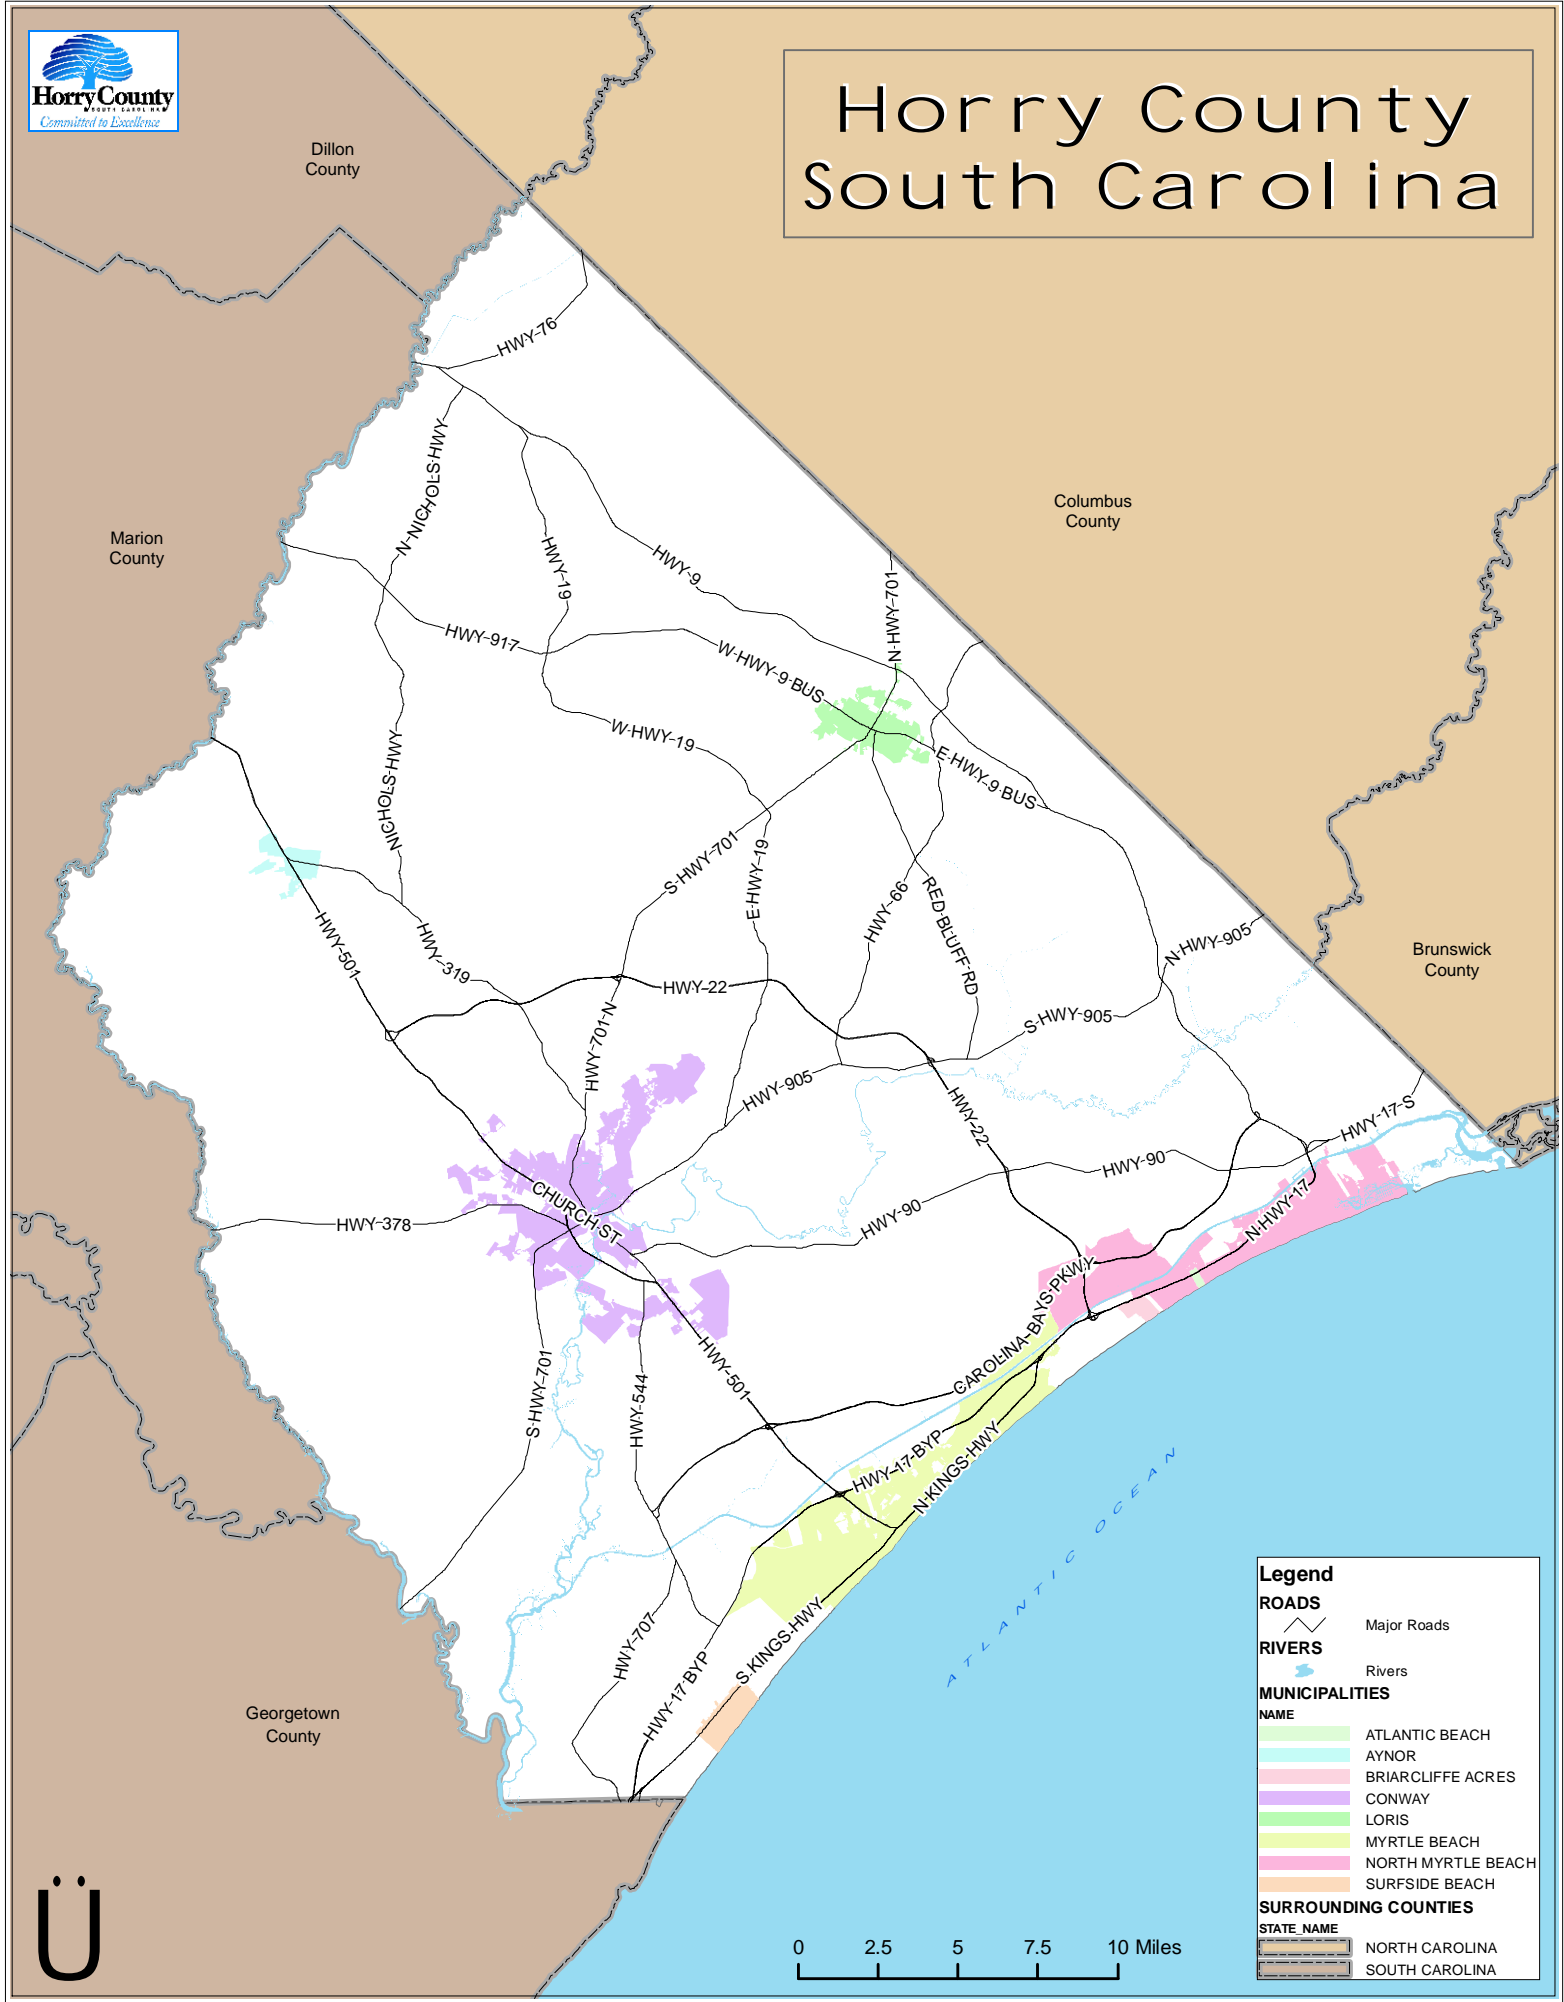 Horry County
SOUTH CAROLINA
Committed to Excellence
Horry County
South Carolina
Dillon
County
HWY-76
N-NICHOLS-HWY
Columbus
County
Marion
County
HWY-19
HWY-9
N-HWY-701
HWY-917
W-HWY-9-BUS
W-HWY-19
E-HWY-9-BUS
NICHOLS-HWY
S-HWY-701
E-HWY-19
HWY-66
RED-BLUFF-RD
HWY-501
HWY-319
N-HWY-905
Brunswick
County
HWY-22
S-HWY-905
HWY-701-N
HWY-905
HWY-22
HWY-17-S
HWY-90
CHURCH-ST
HWY-378
HWY-90
N-HWY-17
CAROLINA-BAYS-PKWY
S-HWY-701
HWY-544
HWY-501
HWY-17-BYP
N-KINGS-HWY
ATLANTIC OCEAN
HWY-707
HWY-17-BYP
S-KINGS-HWY
Georgetown
County
Legend
ROADS
Major Roads
RIVERS
Rivers
MUNICIPALITIES
NAME
ATLANTIC BEACH
AYNOR
BRIARCLIFFE ACRES
CONWAY
LORIS
MYRTLE BEACH
NORTH MYRTLE BEACH
SURFSIDE BEACH
SURROUNDING COUNTIES
STATE_NAME
NORTH CAROLINA
SOUTH CAROLINA
Ü
0 2.5 5 7.5 10 Miles